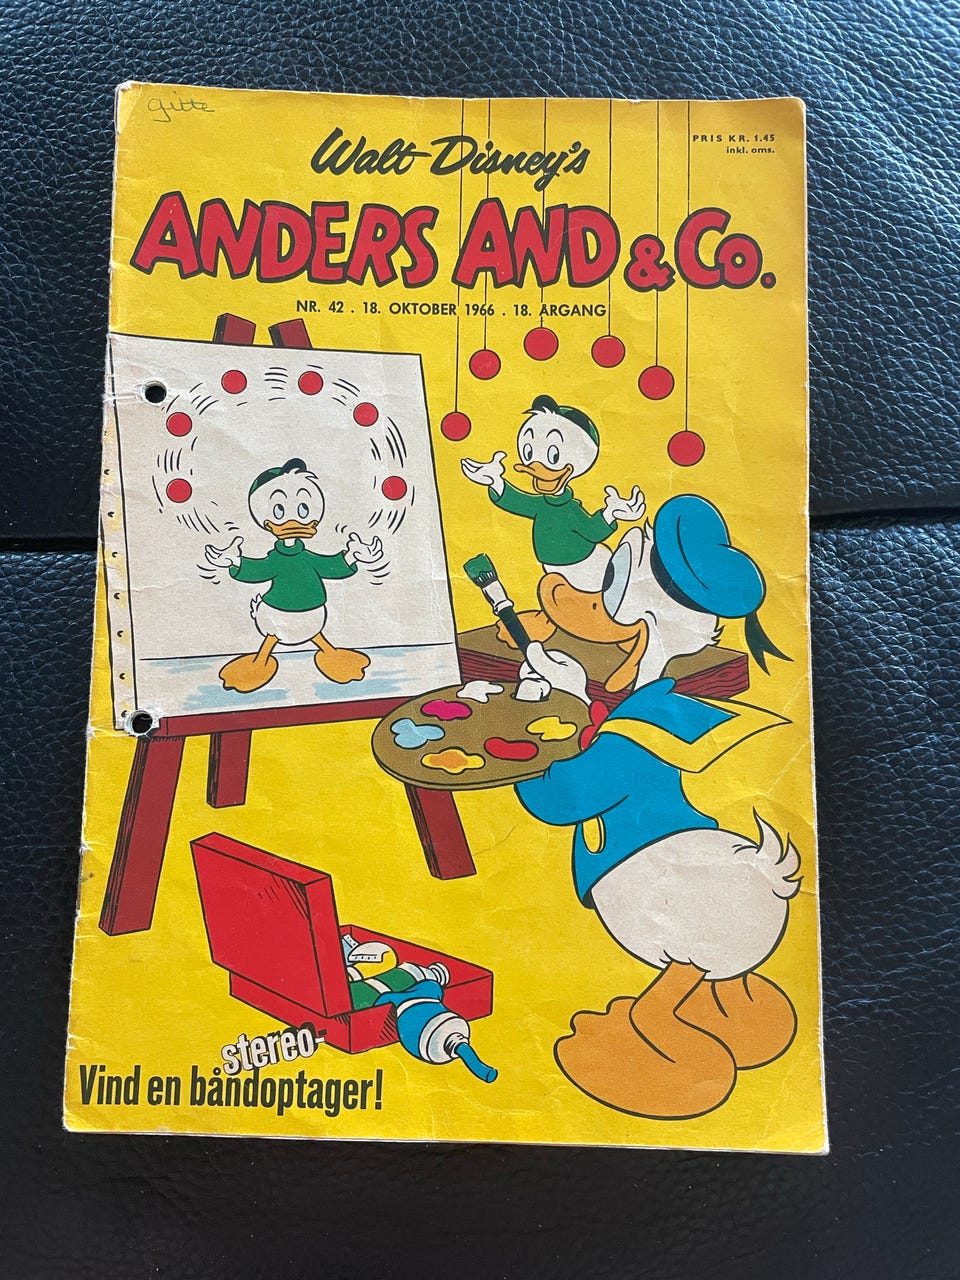 Gitte
Walt Disney's
PRIS KR. 1.45
inkl. oms.
ANDERS AND & Co.
NR. 42 . 18. OKTOBER 1966 . 18. ÅRGANG
stereo-
Vind en båndoptager!